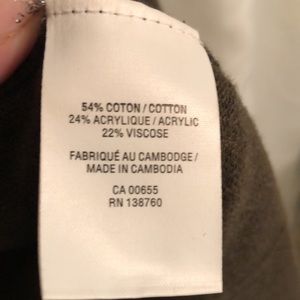 54% COTON / COTTON
24% ACRYLIQUE / ACRYLIC
22% VISCOSE
FABRIQUÉ AU CAMBODGE /
MADE IN CAMBODIA
CA 00655
RN 138760